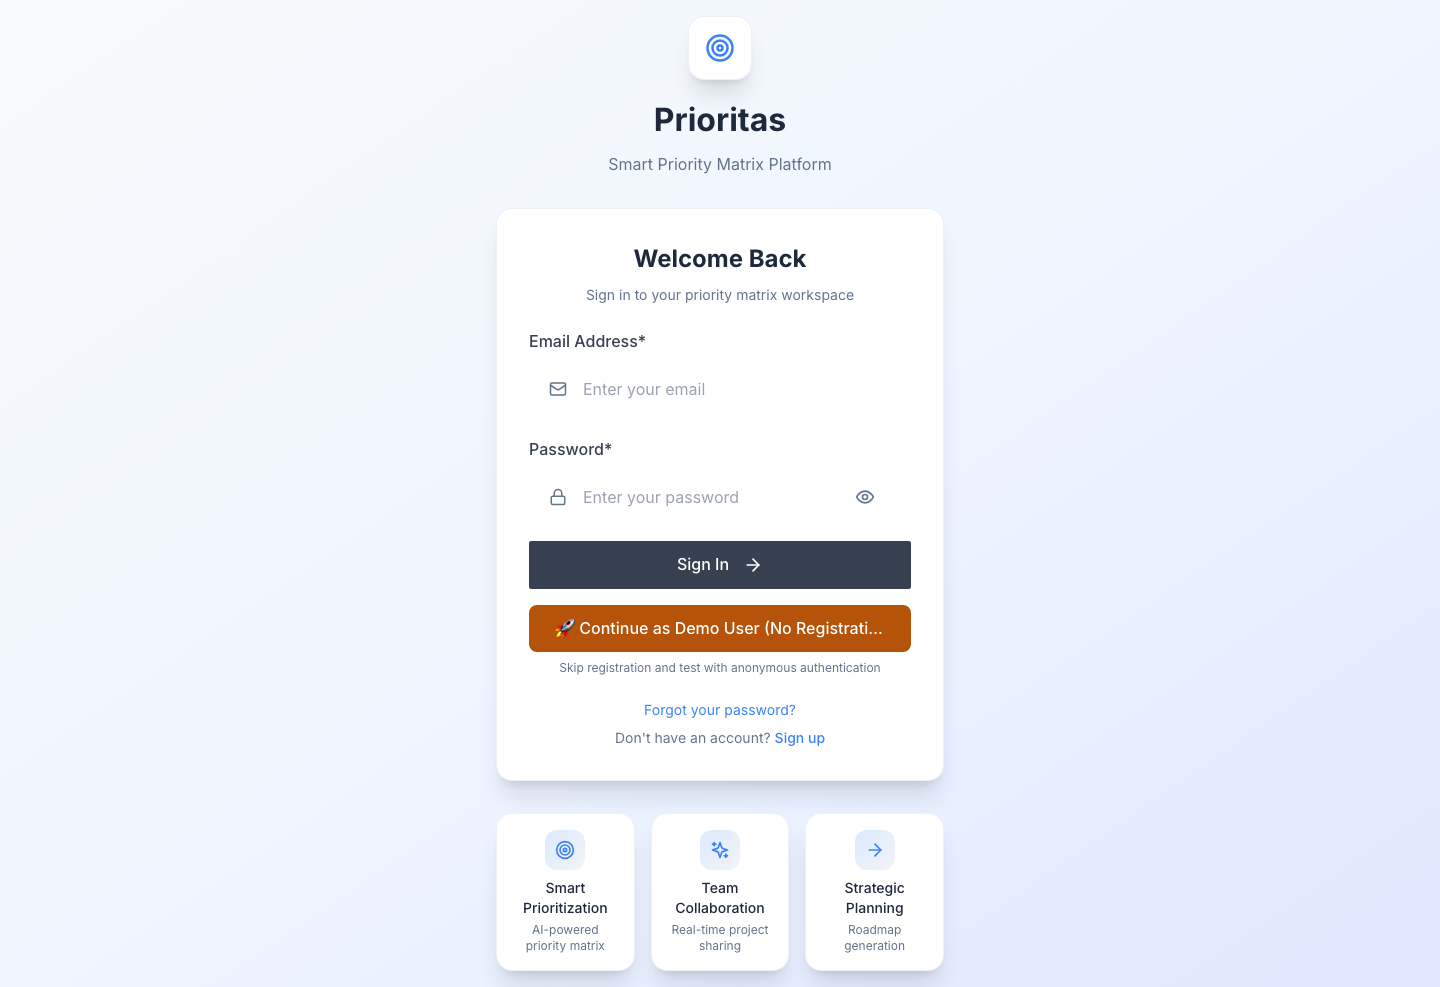 Prioritas
Smart Priority Matrix Platform
Welcome Back
Sign in to your priority matrix workspace
Email Address*
Enter your email
Password*
Enter your password
Sign In
🚀 Continue as Demo User (No Registrati...
Skip registration and test with anonymous authentication
Forgot your password?
Don't have an account? Sign up
Smart
Prioritization
AI-powered
priority matrix
Team
Collaboration
Real-time project
sharing
Strategic
Planning
Roadmap
generation